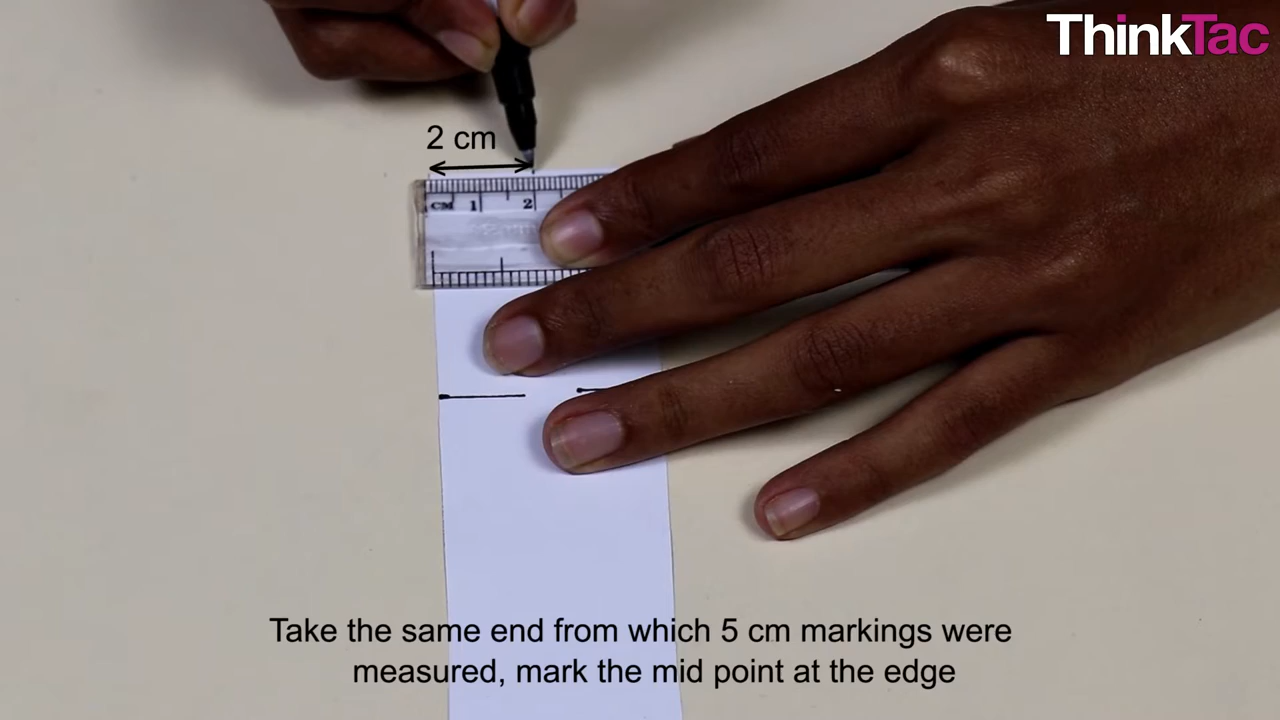 ThinkTac
2 cm
CM 1 2
Take the same end from which 5 cm markings were
measured, mark the mid point at the edge